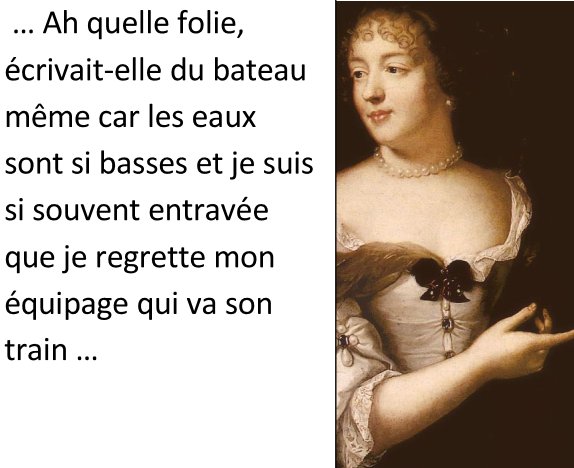 ... Ah quelle folie,
écrivait-elle du bateau
même car les eaux
sont si basses et je suis
si souvent entravée
que je regrette mon
équipage qui va son
train ...